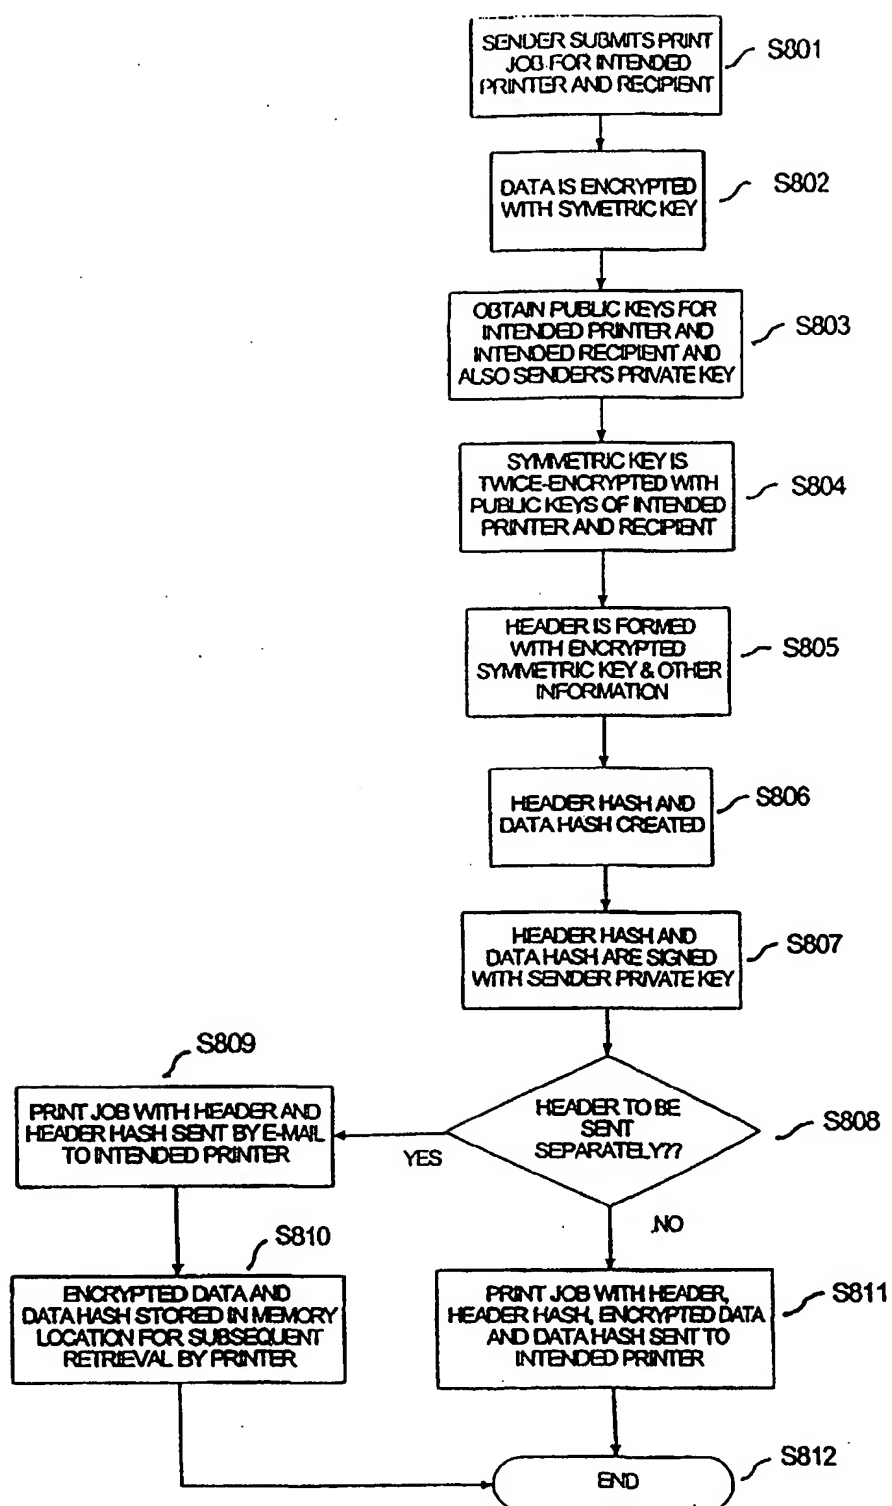 SENDER SUBMITS PRINT
JOB FOR INTENDED
PRINTER AND RECIPIENT
S801
DATA IS ENCRYPTED
WITH SYMETRIC KEY
S802
OBTAIN PUBLIC KEYS FOR
INTENDED PRINTER AND
INTENDED RECIPIENT AND
ALSO SENDER'S PRIVATE KEY
S803
SYMMETRIC KEY IS
TWICE-ENCRYPTED WITH
PUBLIC KEYS OF INTENDED
PRINTER AND RECIPIENT
S804
HEADER IS FORMED
WITH ENCRYPTED
SYMMETRIC KEY & OTHER
INFORMATION
S805
HEADER HASH AND
DATA HASH CREATED
S806
HEADER HASH AND
DATA HASH ARE SIGNED
WITH SENDER PRIVATE KEY
S807
HEADER TO BE
SENT
SEPARATELY??
S808
YES
NO
S809
PRINT JOB WITH HEADER AND
HEADER HASH SENT BY E-MAIL
TO INTENDED PRINTER
S810
ENCRYPTED DATA AND
DATA HASH STORED IN MEMORY
LOCATION FOR SUBSEQUENT
RETRIEVAL BY PRINTER
PRINT JOB WITH HEADER,
HEADER HASH, ENCRYPTED DATA
AND DATA HASH SENT TO
INTENDED PRINTER
S811
END
S812